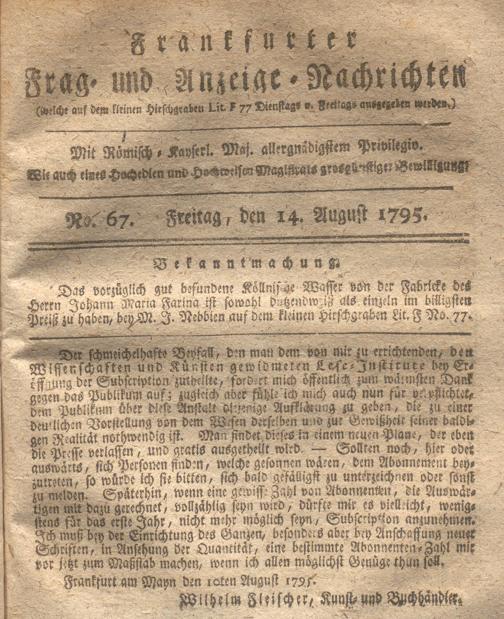 Frankfurter
Frag- und Anzeige-Nachrichten
(welche auf dem kleinen Hirschgraben Lit. F 77 Dienstags u. Freitags ausgegeben werden.)
Mit Römisch-Kayserl. Maj. allergnädigstem Privilegio.
Wie auch eines Hochedlen und Hochweisen Magistrats grosgünstiger Bewilligung.
No. 67. Freitag, den 14. August 1795.
Bekanntmachung.
Das vorzüglich gut befundene Köllnische Wasser von der Fabricke des
Herrn Johann Maria Farina ist sowohl dutzendweiß als einzeln im billigsten
Preiß zu haben, bey M. J. Nebbien auf dem kleinen Hirschgraben Lit. F No. 77.
Der schmeichelhafte Beyfall, den man dem von mir zu errichtenden, den
Wissenschaften und Künsten gewidmeten Lese-Institute bey Er-
öffnung der Subscription zutheilte, fordert mich öffentlich zum wärmsten Dank
gegen das Publikum auf; zugleich aber fühle ich mich auch nun für verpflichtet,
dem Publikum über diese Anstalt diejenige Aufklärung zu geben, die zu einer
deutlichen Vorstellung von dem Wesen derselben und zur Gewißheit seiner baldi-
gen Realität nothwendig ist. Man findet dieses in einem neuen Plane, der eben
die Presse verlassen, und gratis ausgetheilt wird. — Sollten noch, hier oder
auswärts, sich Personen finden, welche gesonnen wären, dem Abonnement bey-
zutreten, so würde ich sie bitten, sich bald gefälligst zu unterzeichnen oder sonst
zu melden. Späterhin, wenn eine gewisse Zahl von Abonnenten, die Auswär-
tigen mit dazu gerechnet, vollzählig seyn wird, dürfte mir es vielleicht, wenig-
stens für das erste Jahr, nicht mehr möglich seyn, Subscription anzunehmen.
Ich muß bey der Einrichtung des Ganzen, besonders aber bey Anschaffung neuer
Schriften, in Ansehung der Quantität, eine bestimmte Abonnenten-Zahl mir
vor jetzt zum Maßstab machen, wenn ich allen möglichst Genüge thun soll.
Frankfurt am Mayn den 10ten August 1795.
Wilhelm Fleischer, Kunst- und Buchhändler.